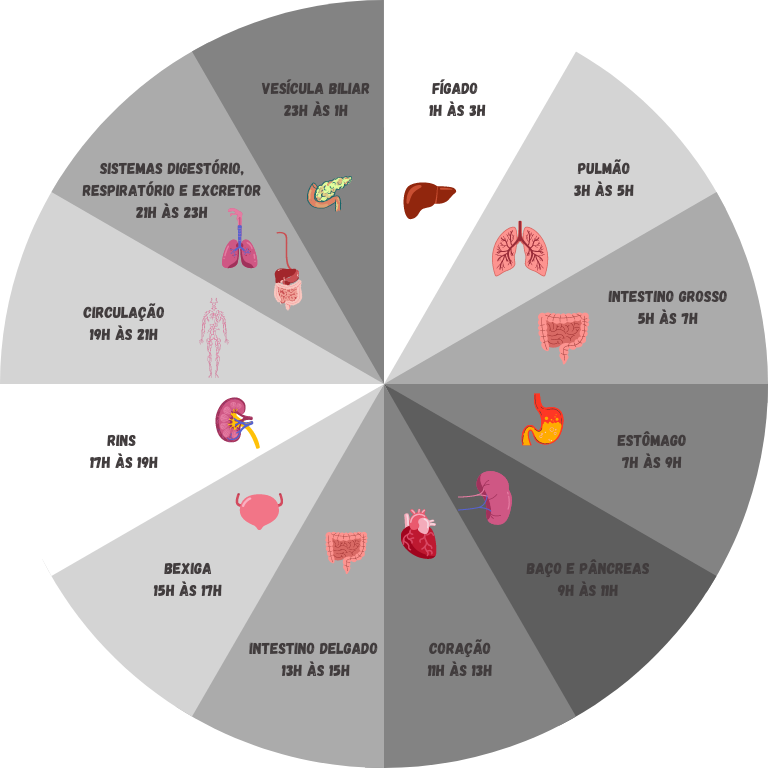 FÍGADO
1H ÀS 3H
PULMÃO
3H ÀS 5H
INTESTINO GROSSO
5H ÀS 7H
ESTÔMAGO
7H ÀS 9H
BAÇO E PÂNCREAS
9H ÀS 11H
CORAÇÃO
11H ÀS 13H
INTESTINO DELGADO
13H ÀS 15H
BEXIGA
15H ÀS 17H
RINS
17H ÀS 19H
CIRCULAÇÃO
19H ÀS 21H
SISTEMAS DIGESTÓRIO,
RESPIRATÓRIO E EXCRETOR
21H ÀS 23H
VESÍCULA BILIAR
23H ÀS 1H